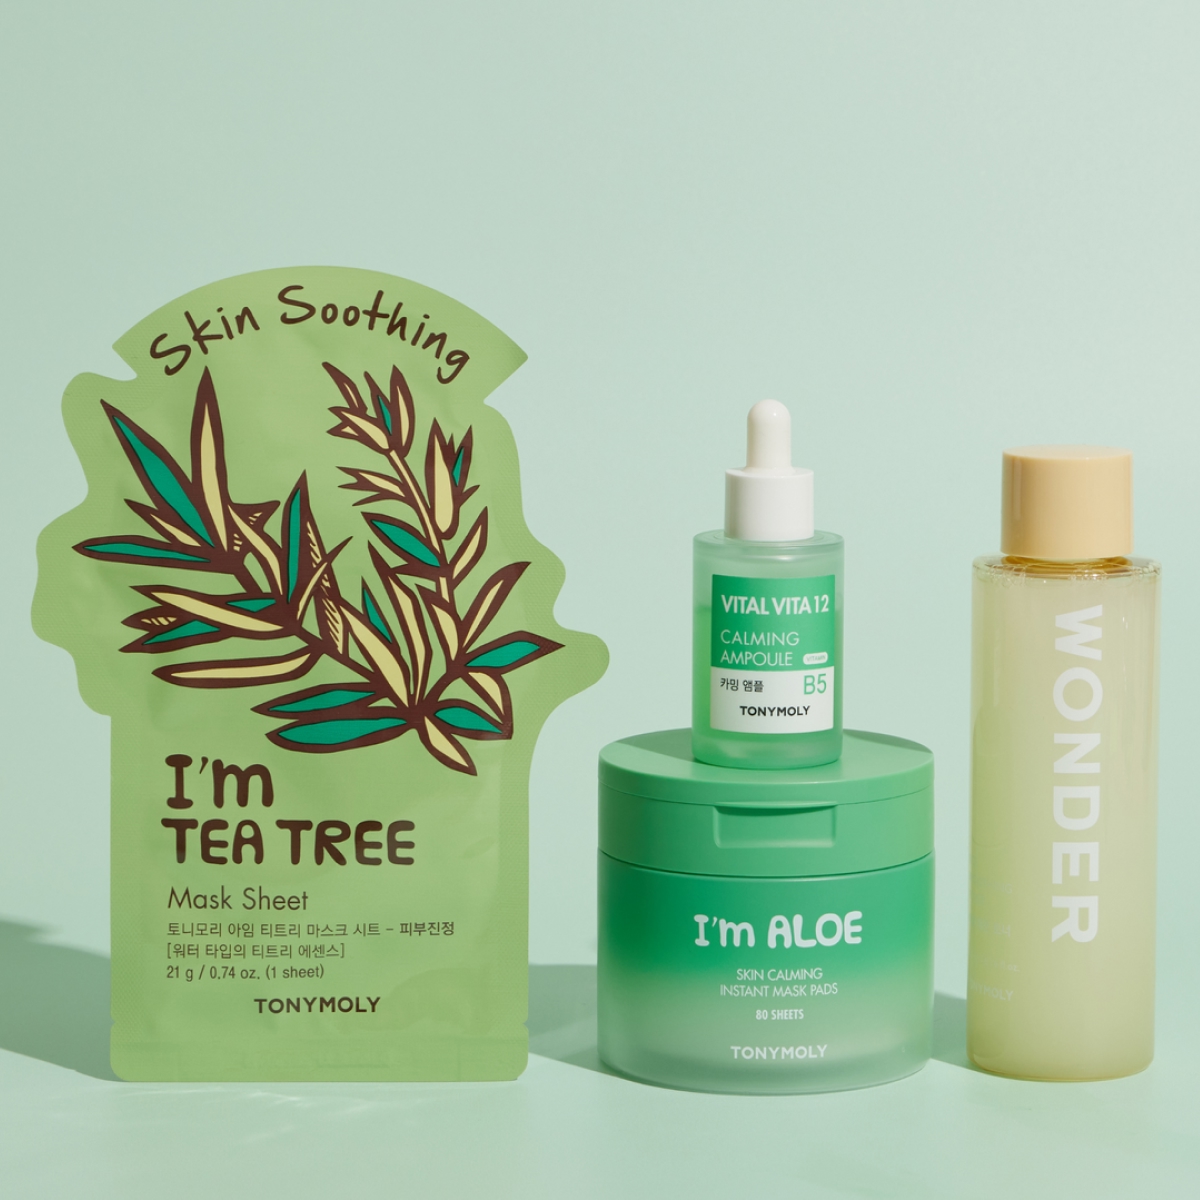 Skin Soothing
I'm
TEA TREE
Mask Sheet
토니모리 아임 티트리 마스크 시트 - 피부진정
[워터 타입의 티트리 에센스]
21 g / 0.74 oz. (1 sheet)
TONYMOLY
VITAL VITA 12
CALMING
AMPOULE
카밍 앰플
B5
TONYMOLY
I'm ALOE
SKIN CALMING
INSTANT MASK PADS
80 SHEETS
TONYMOLY
WONDER